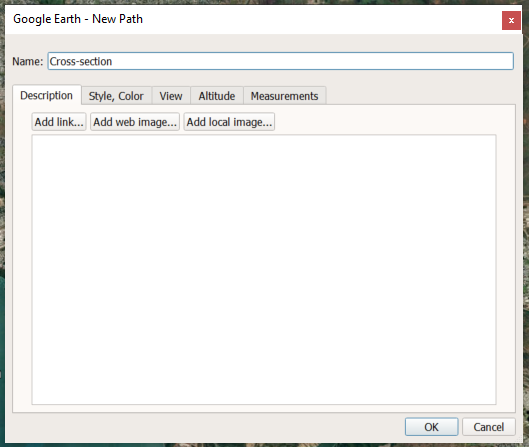 Google Earth - New Path
x
Name: Cross-section
Description Style, Color View Altitude Measurements
Add link... Add web image... Add local image...
OK Cancel